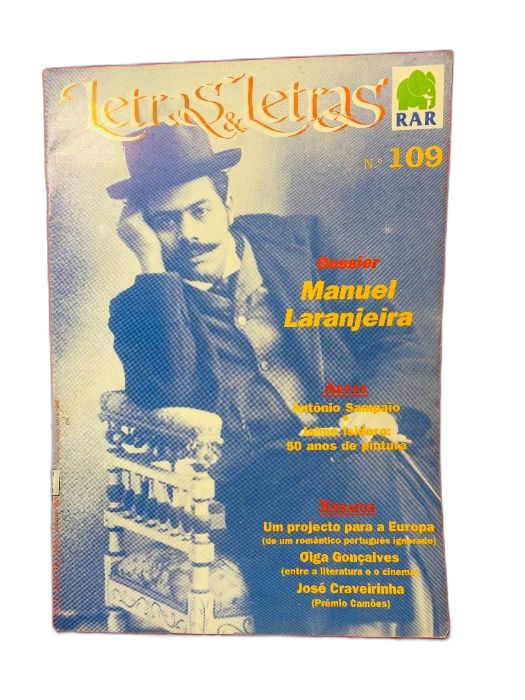 Letras & Letras
RAR
N.º 109
Dossier
Manuel
Laranjeira
Artes
António Sampaio
Jaime Isidoro:
50 anos de pintura
Ensaios
Um projecto para a Europa
(de um romântico português ignorado)
Olga Gonçalves
(entre a literatura e o cinema)
José Craveirinha
(Prémio Camões)